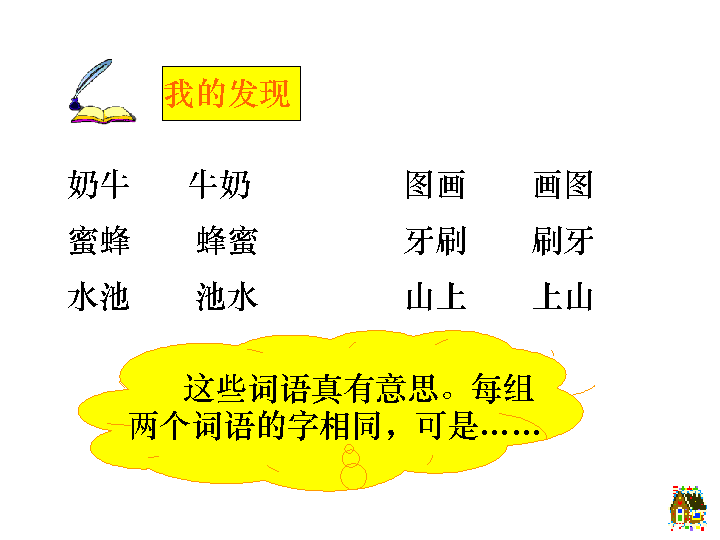 我的发现
奶牛 牛奶 图画 画图
蜜蜂 蜂蜜 牙刷 刷牙
水池 池水 山上 上山
这些词语真有意思。每组
两个词语的字相同，可是……